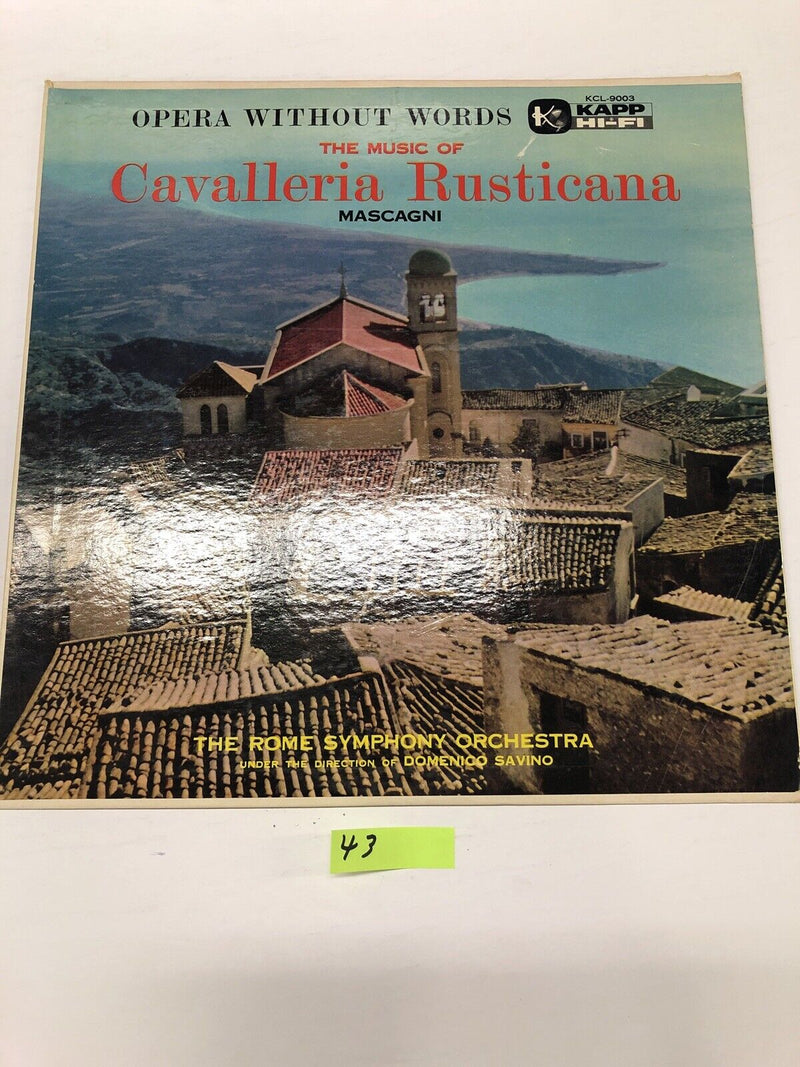 OPERA WITHOUT WORDS
KCL-9003
K KAPP
HI-FI
THE MUSIC OF
Cavalleria Rusticana
MASCAGNI
THE ROME SYMPHONY ORCHESTRA
UNDER THE DIRECTION OF DOMENICO SAVINO
43